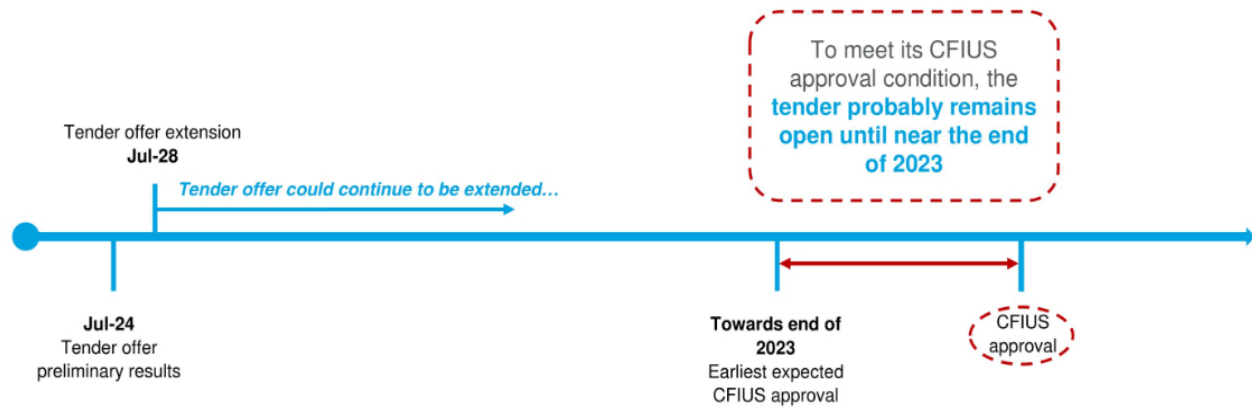 To meet its CFIUS
approval condition, the
tender probably remains
open until near the end
of 2023
Tender offer extension
Jul-28
Tender offer could continue to be extended…
Jul-24
Tender offer
preliminary results
Towards end of
2023
Earliest expected
CFIUS approval
CFIUS
approval